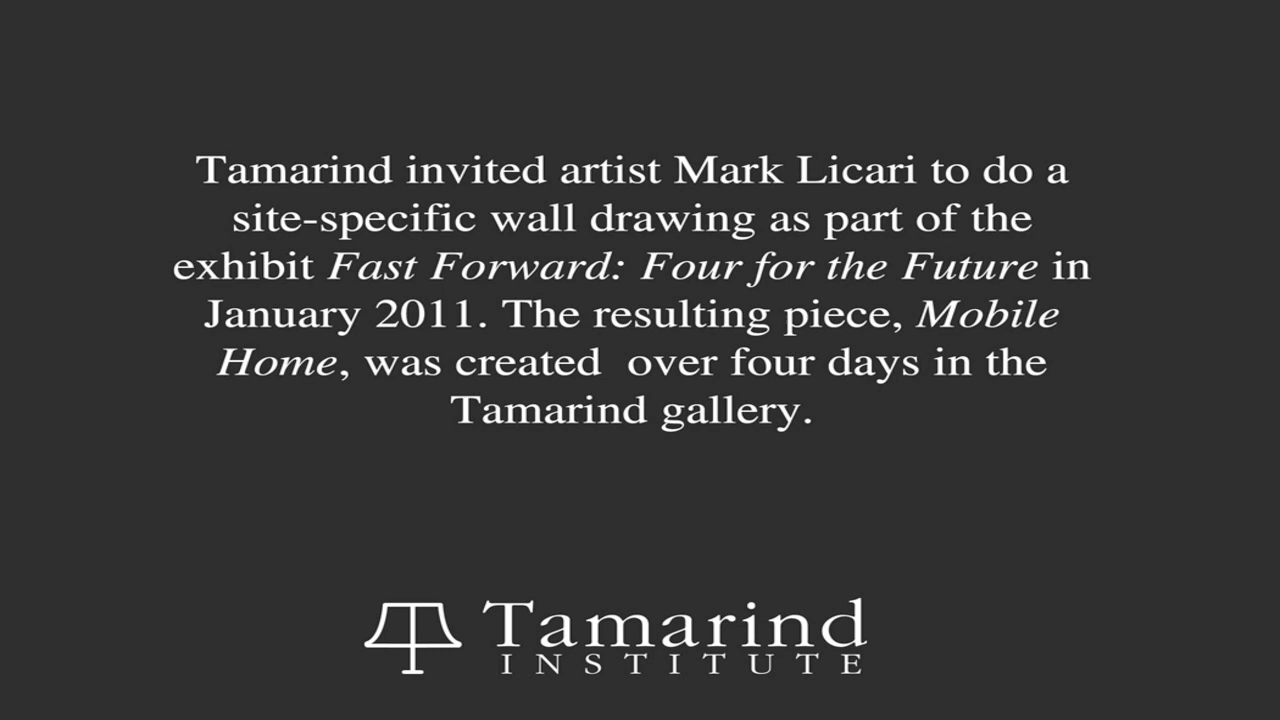 Tamarind invited artist Mark Licari to do a
site-specific wall drawing as part of the
exhibit Fast Forward: Four for the Future in
January 2011. The resulting piece, Mobile
Home, was created  over four days in the
Tamarind gallery.
Tamarind
INSTITUTE